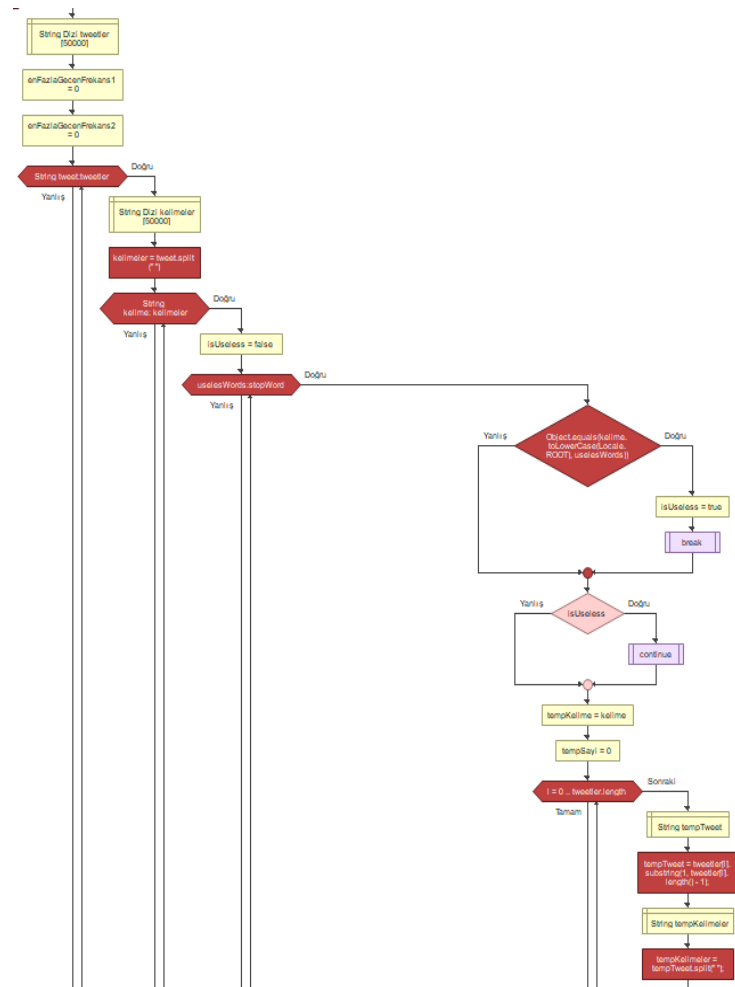 String Dizi tweetler
[50000]
enFazlaGecenFrekans1
= 0
enFazlaGecenFrekans2
= 0
String tweet:tweetler
Doğru
Yanlış
String Dizi kelimeler
[50000]
kelimeler = tweet.split
(" ")
String
kelime: kelimeler
Doğru
Yanlış
isUseless = false
uselesWords:stopWord
Doğru
Yanlış
Object.equals(kelime.
toLowerCase(Locale.
ROOT), uselesWords))
Yanlış
Doğru
isUseless = true
break
isUseless
Yanlış
Doğru
continue
tempKelime = kelime
tempSayi = 0
i = 0 .. tweetler.length
Sonraki
Tamam
String tempTweet
tempTweet = tweetler[i].
substring(1, tweetler[i].
length() - 1);
String tempKelimeler
tempKelimeler =
tempTweet.split(" ");